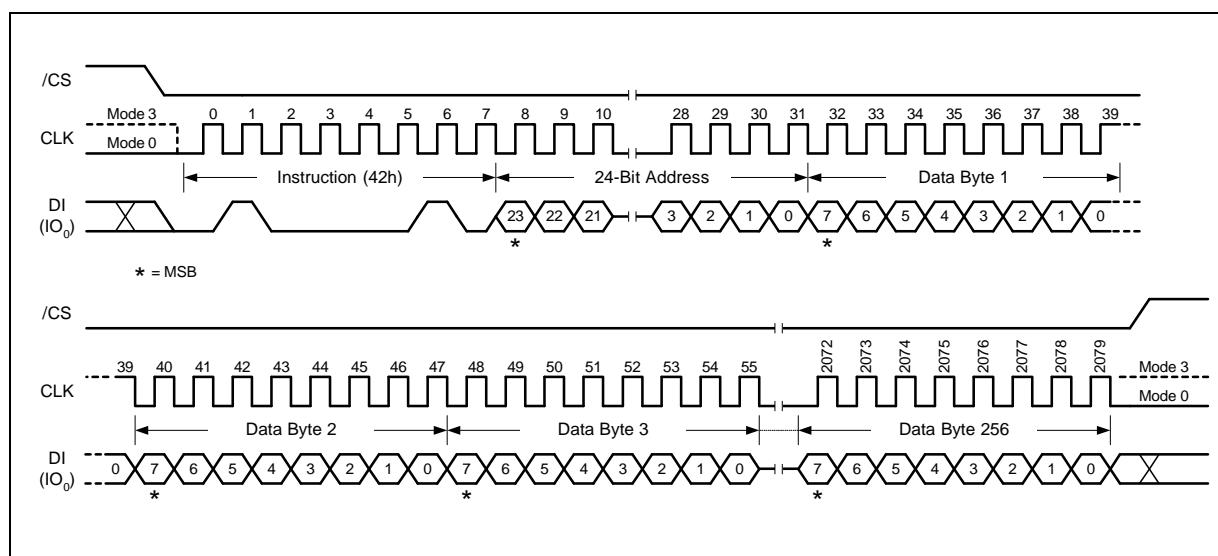 /CS
Mode 3 0 1 2 3 4 5 6 7 8 9 10 28 29 30 31 32 33 34 35 36 37 38 39
CLK Mode 0
Instruction (42h) 24-Bit Address Data Byte 1
DI (IO0) 23 22 21 3 2 1 0 7 6 5 4 3 2 1 0
* *
* = MSB
/CS
39 40 41 42 43 44 45 46 47 48 49 50 51 52 53 54 55 2072 2073 2074 2075 2076 2077 2078 2079 Mode 3
CLK Mode 0
Data Byte 2 Data Byte 3 Data Byte 256
DI (IO0) 0 7 6 5 4 3 2 1 0 7 6 5 4 3 2 1 0 7 6 5 4 3 2 1 0
* * *